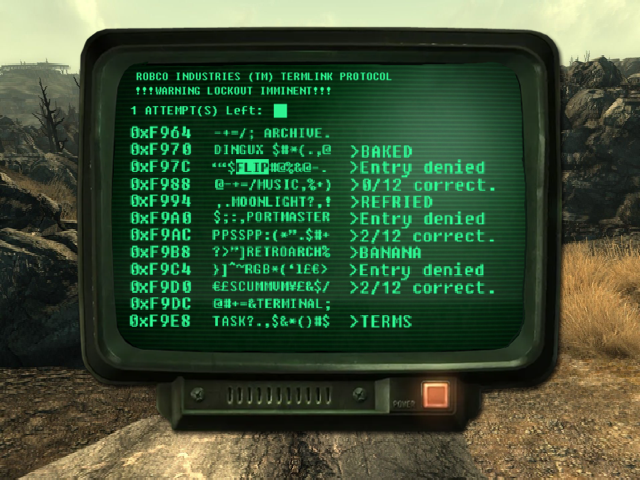 ROBCO INDUSTRIES (TM) TERMLINK PROTOCOL
!!!WARNING LOCKOUT IMMINENT!!!
1 ATTEMPT(S) Left:
0xF964 -+=/; ARCHIVE.
0xF970 DINGUX $#*(.,@ >BAKED
0xF97C "“$FLIP#@%&@-. >Entry denied
0xF988 @-+=/MUSIC,%+) >0/12 correct.
0xF994 ,.MOONLIGHT?,! >REFRIED
0xF9A0 $;:,PORTMASTER >Entry denied
0xF9AC PPSSPP:(*".$#+ >2/12 correct.
0xF9B8 ?>"]RETROARCH% >BANANA
0xF9C4 }]^~RGB*('1£€> >Entry denied
0xF9D0 €£SCUMMVM¥£&$/ >2/12 correct.
0xF9DC @#+=&TERMINAL;
0xF9E8 TASK?.,$&*()#$ >TERMS
POWER